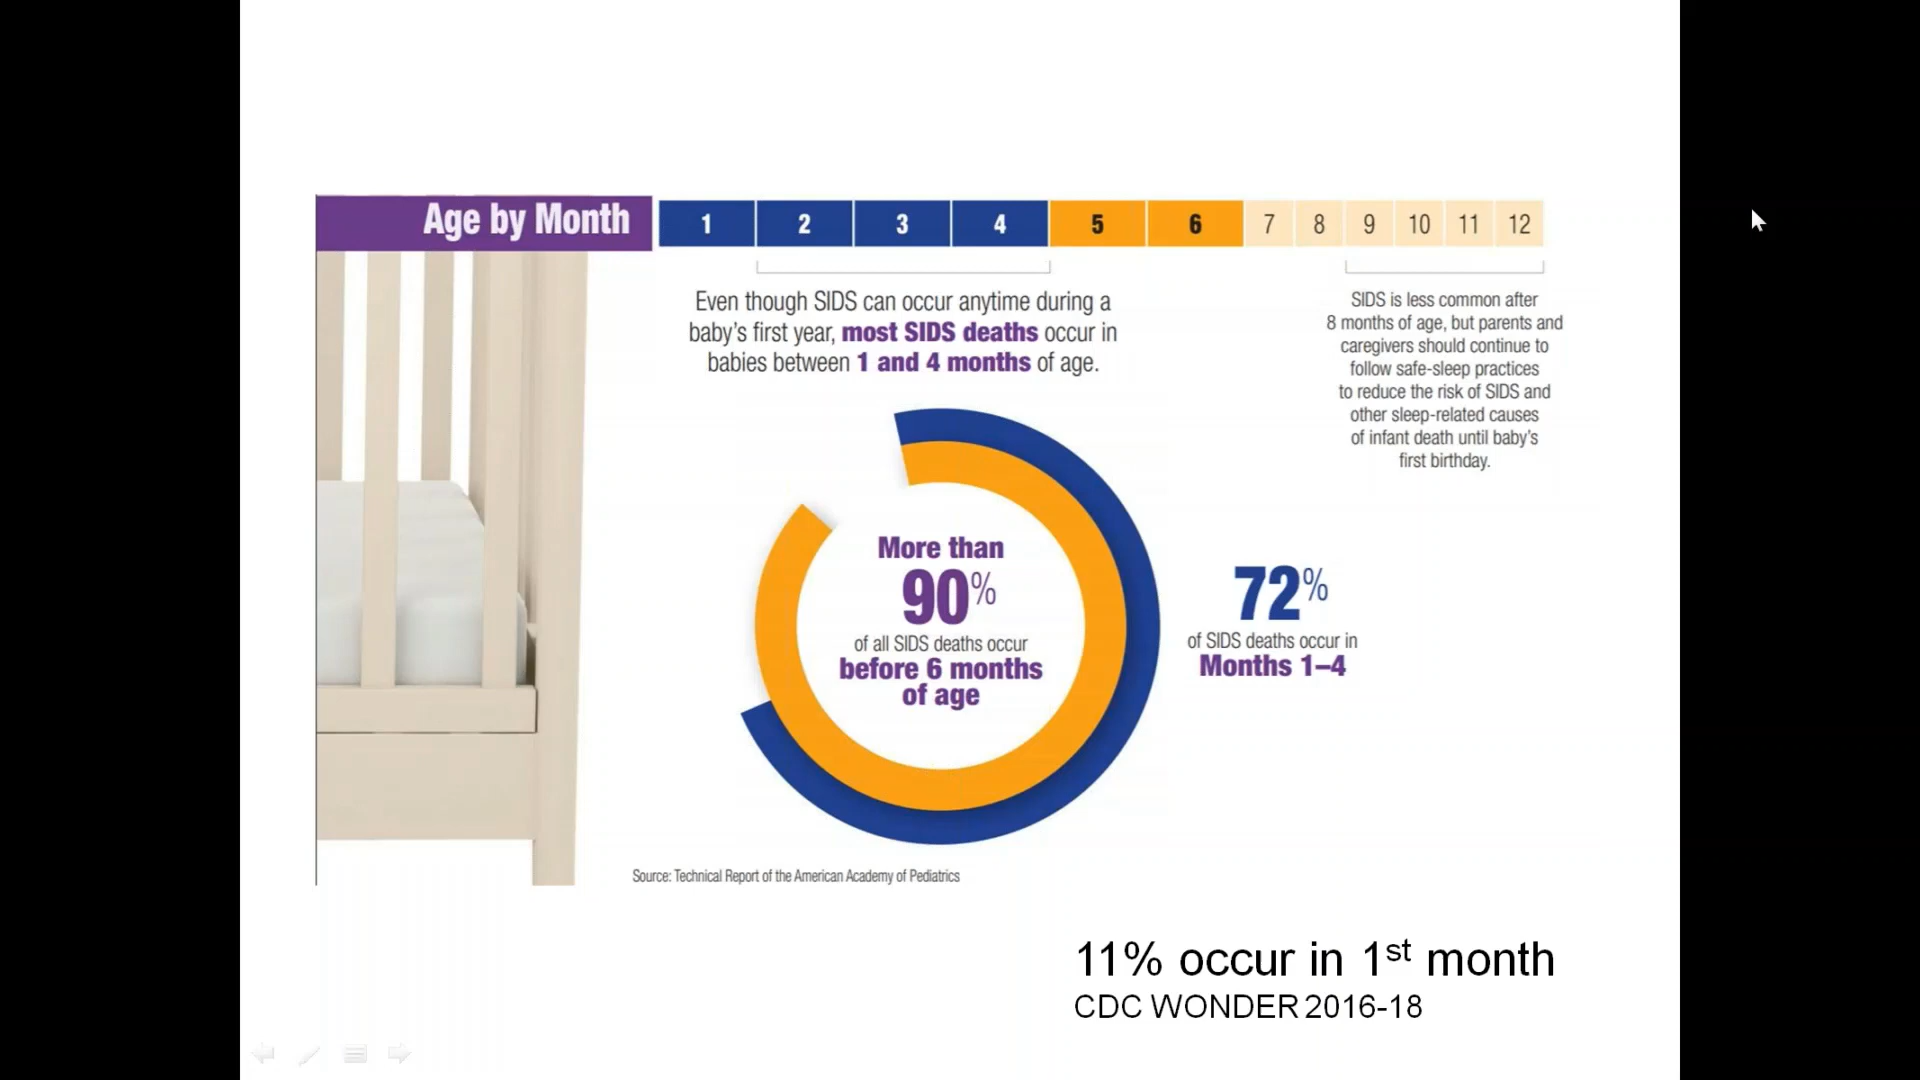 Age by Month
1 2 3 4 5 6 7 8 9 10 11 12
Even though SIDS can occur anytime during a
baby's first year, most SIDS deaths occur in
babies between 1 and 4 months of age.
SIDS is less common after
8 months of age, but parents and
caregivers should continue to
follow safe-sleep practices
to reduce the risk of SIDS and
other sleep-related causes
of infant death until baby's
first birthday.
More than
90%
of all SIDS deaths occur
before 6 months
of age
72%
of SIDS deaths occur in
Months 1–4
Source: Technical Report of the American Academy of Pediatrics
11% occur in 1st month
CDC WONDER 2016-18